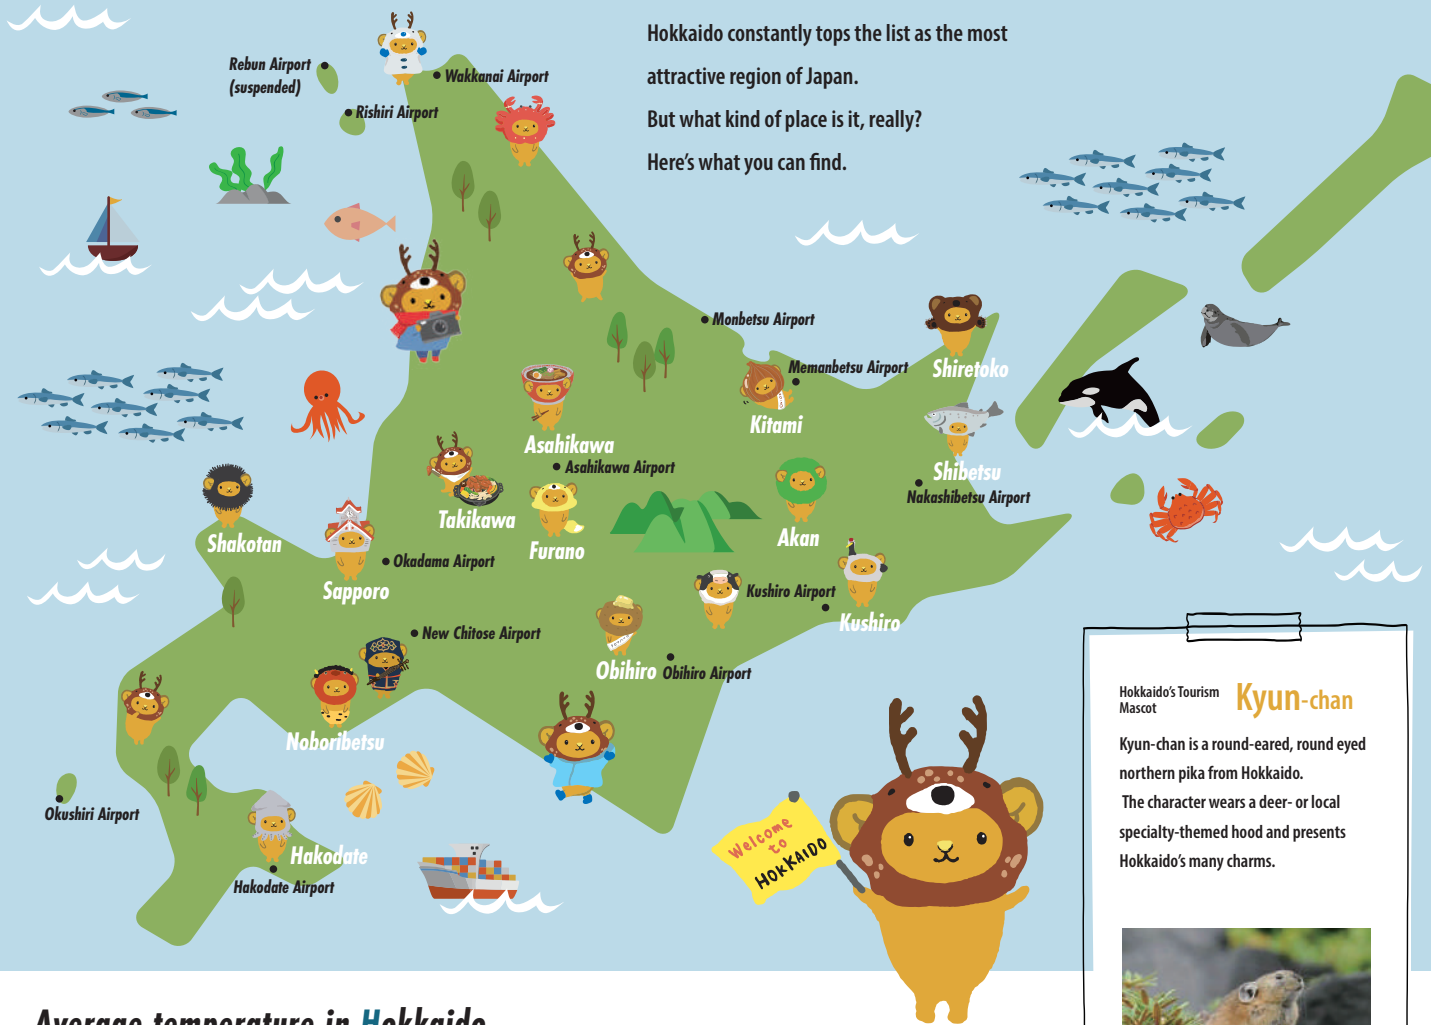 Hokkaido constantly tops the list as the most
attractive region of Japan.
But what kind of place is it, really?
Here's what you can find.
Rebun Airport
(suspended)
Wakkanai Airport
Rishiri Airport
Monbetsu Airport
Memanbetsu Airport
Shiretoko
Kitami
Asahikawa
Asahikawa Airport
Shibetsu
Nakashibetsu Airport
Takikawa
Furano
Akan
Shakotan
Sapporo
Okadama Airport
Kushiro Airport
Kushiro
New Chitose Airport
Obihiro
Obihiro Airport
Noboribetsu
Okushiri Airport
Hakodate
Hakodate Airport
Welcome
to
HOKKAIDO
Hokkaido's Tourism
Mascot
Kyun-chan
Kyun-chan is a round-eared, round eyed
northern pika from Hokkaido.
The character wears a deer- or local
specialty-themed hood and presents
Hokkaido's many charms.
Average temperature in Hokkaido